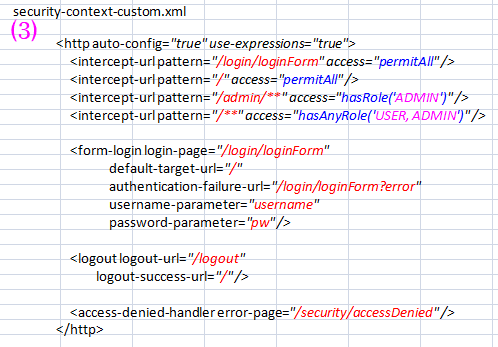 security-context-custom.xml
(3)
<http auto-config="true" use-expressions="true">
<intercept-url pattern="/login/loginForm" access="permitAll"/>
<intercept-url pattern="/" access="permitAll"/>
<intercept-url pattern="/admin/**" access="hasRole('ADMIN')"/>
<intercept-url pattern="/**" access="hasAnyRole('USER, ADMIN')"/>
<form-login login-page="/login/loginForm"
default-target-url="/"
authentication-failure-url="/login/loginForm?error"
username-parameter="username"
password-parameter="pw"/>
<logout logout-url="/logout"
logout-success-url="/"/>
<access-denied-handler error-page="/security/accessDenied"/>
</http>